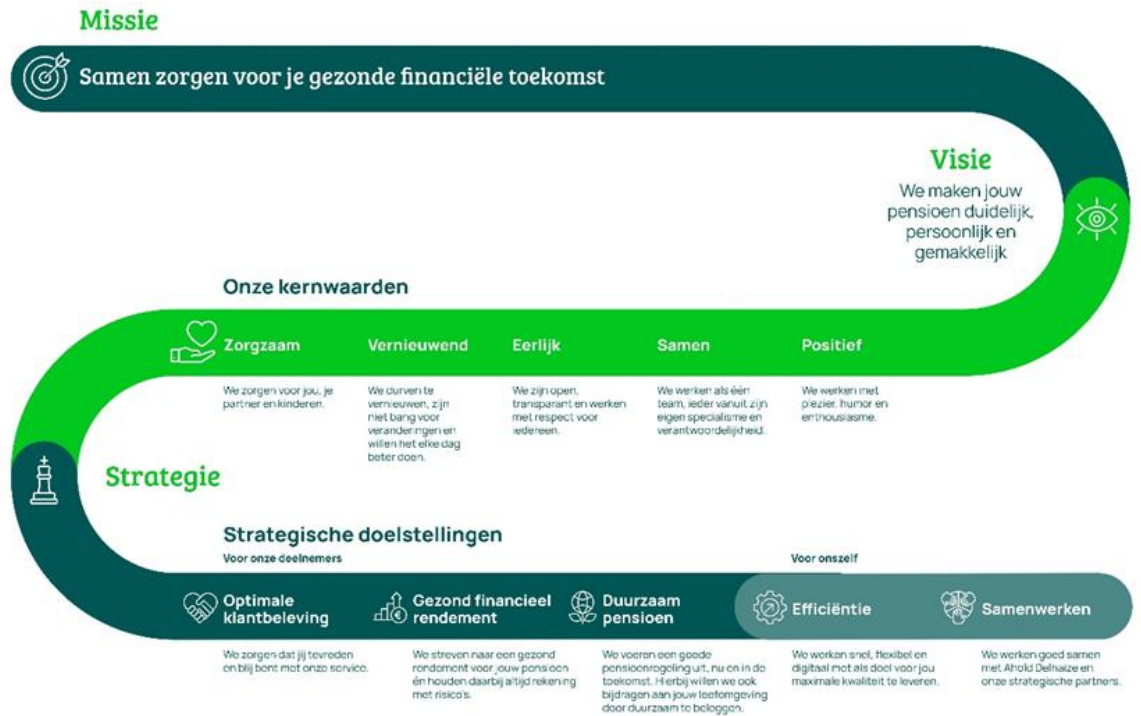 Missie
Samen zorgen voor je gezonde financiële toekomst
Visie
We maken jouw
pensioen duidelijk,
persoonlijk en
gemakkelijk
Onze kernwaarden
Zorgzaam
We zorgen voor jou, je
partner en kinderen.
Vernieuwend
We durven te
vernieuwen, zijn
niet bang voor
veranderingen en
willen het elke dag
beter doen.
Eerlijk
We zijn open,
transparant en werken
met respect voor
iedereen.
Samen
We werken als één
team, ieder vanuit zijn
eigen specialisme en
verantwoordelijkheid.
Positief
We werken met
plezier, humor en
enthousiasme.
Strategie
Strategische doelstellingen
Voor onze deelnemers
Optimale
klantbeleving
We zorgen dat jij tevreden
en blij bent met onze service.
Gezond financieel
rendement
We streven naar een gezond
rendement voor jouw pensioen
én houden daarbij altijd rekening
met risico's.
Duurzaam
pensioen
We voeren een goede
pensioenregeling uit, nu en in de
toekomst. Hierbij willen we ook
bijdragen aan jouw leefomgeving
door duurzaam te beleggen.
Voor onszelf
Efficiëntie
We werken snel, flexibel en
digitaal met als doel voor jou
maximale kwaliteit te leveren.
Samenwerken
We werken goed samen
met Ahold Delhaize en
onze strategische partners.